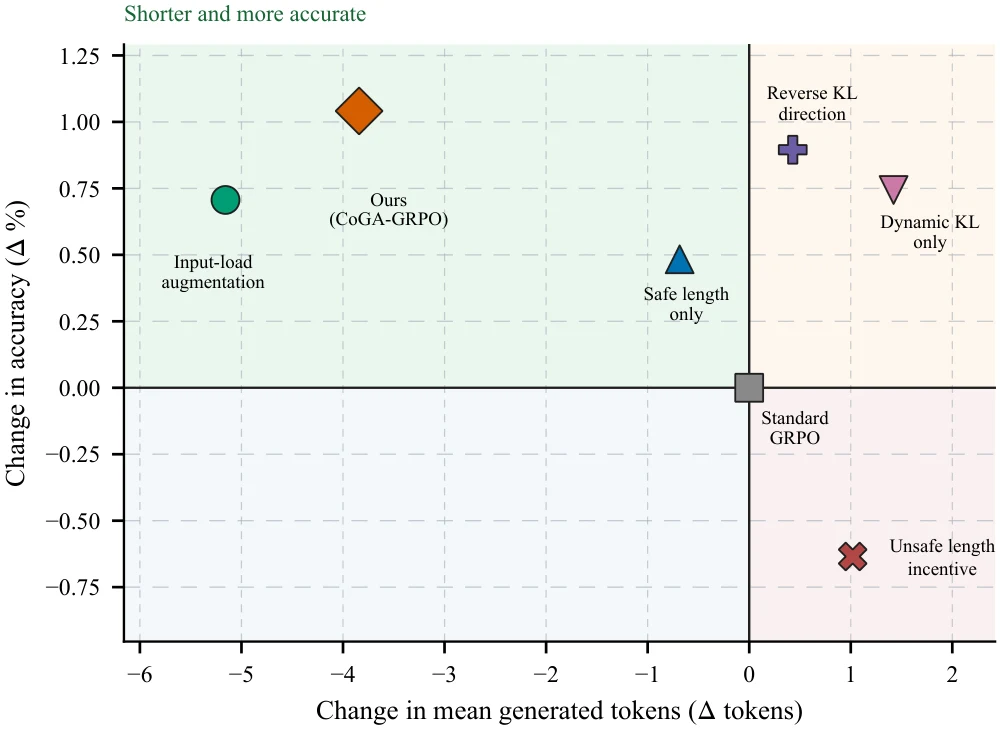 Shorter and more accurate
1.25
1.00
0.75
0.50
0.25
0.00
−0.25
−0.50
−0.75
Change in accuracy (Δ %)
Reverse KL
direction
Dynamic KL
only
Ours
(CoGA-GRPO)
Input-load
augmentation
Safe length
only
Standard
GRPO
Unsafe length
incentive
−6
−5
−4
−3
−2
−1
0
1
2
Change in mean generated tokens (Δ tokens)